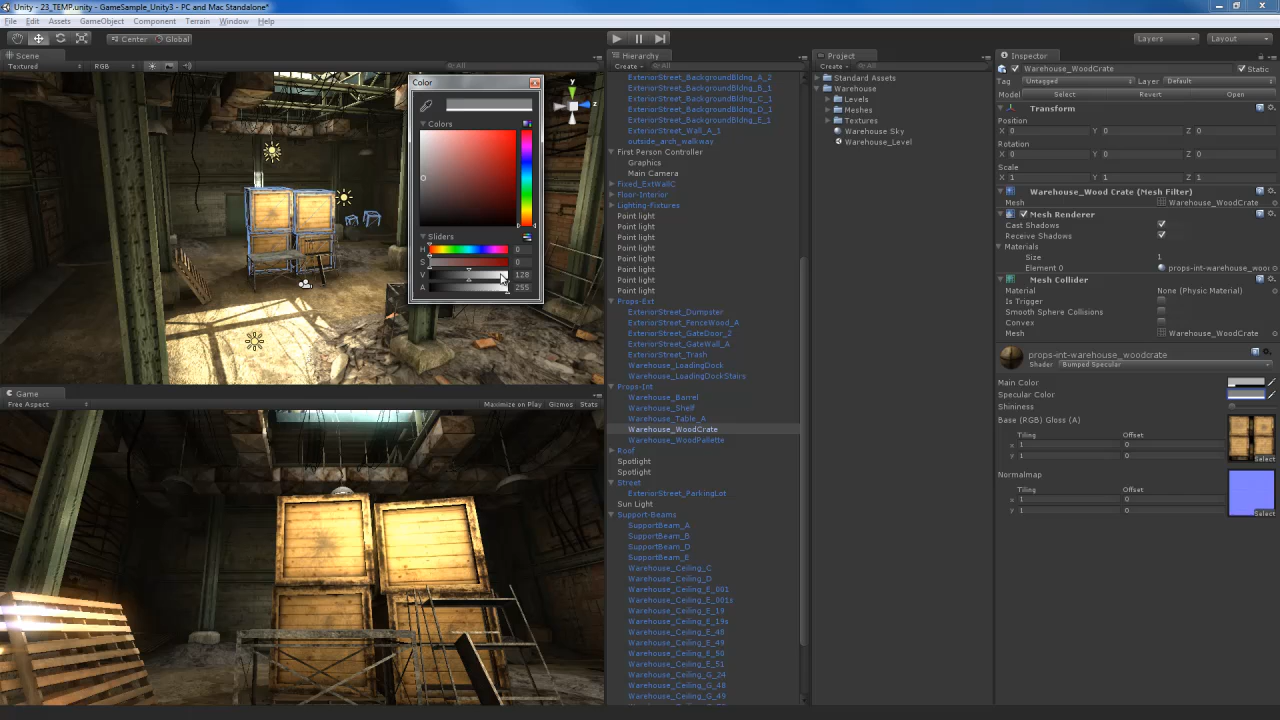 Unity - 23_TEMP.unity - GameSample_Unity3 - PC and Mac Standalone*
File Edit Assets GameObject Component Terrain Window Help
Center Global
Layers Layout
Scene
Textured RGB All
Color
Colors
Sliders
H 0
S 0
V 128
A 255
Game
Free Aspect Maximize on Play Gizmos Stats
Hierarchy
Create All
ExteriorStreet_BackgroundBldng_A_2
ExteriorStreet_BackgroundBldng_B_1
ExteriorStreet_BackgroundBldng_C_1
ExteriorStreet_BackgroundBldng_D_1
ExteriorStreet_BackgroundBldng_E_1
ExteriorStreet_Wall_A_1
outside_arch_walkway
First Person Controller
Graphics
Main Camera
Fixed_ExtWallC
Floor-Interior
Lighting-Fixtures
Point light
Point light
Point light
Point light
Point light
Point light
Point light
Point light
Props-Ext
ExteriorStreet_Dumpster
ExteriorStreet_FenceWood_A
ExteriorStreet_GateDoor_2
ExteriorStreet_GateWall_A
ExteriorStreet_Trash
Warehouse_LoadingDock
Warehouse_LoadingDockStairs
Props-Int
Warehouse_Barrel
Warehouse_Shelf
Warehouse_Table_A
Warehouse_WoodCrate
Warehouse_WoodPallette
Roof
Spotlight
Spotlight
Street
ExteriorStreet_ParkingLot
Sun Light
Support-Beams
SupportBeam_A
SupportBeam_B
SupportBeam_D
SupportBeam_E
Warehouse_Ceiling_C
Warehouse_Ceiling_D
Warehouse_Ceiling_E_001
Warehouse_Ceiling_E_001s
Warehouse_Ceiling_E_19
Warehouse_Ceiling_E_19s
Warehouse_Ceiling_E_48
Warehouse_Ceiling_E_49
Warehouse_Ceiling_E_50
Warehouse_Ceiling_E_51
Warehouse_Ceiling_G_24
Warehouse_Ceiling_G_48
Warehouse_Ceiling_G_49
Project
Create All
Standard Assets
Warehouse
Levels
Meshes
Textures
Warehouse Sky
Warehouse_Level
Inspector
Warehouse_WoodCrate Static
Tag Untagged Layer Default
Model Select Revert Open
Transform
Position
X 0 Y 0 Z 0
Rotation
X 0 Y 0 Z 0
Scale
X 1 Y 1 Z 1
Warehouse_Wood Crate (Mesh Filter)
Mesh Warehouse_WoodCrate
Mesh Renderer
Cast Shadows
Receive Shadows
Materials
Size 1
Element 0 props-int-warehouse_woodcrate
Mesh Collider
Material None (Physic Material)
Is Trigger
Smooth Sphere Collisions
Convex
Mesh Warehouse_WoodCrate
props-int-warehouse_woodcrate
Shader Bumped Specular
Main Color
Specular Color
Shininess
Base (RGB) Gloss (A)
Tiling Offset
x 1 0
y 1 0
Select
Normalmap
Tiling Offset
x 1 0
y 1 0
Select